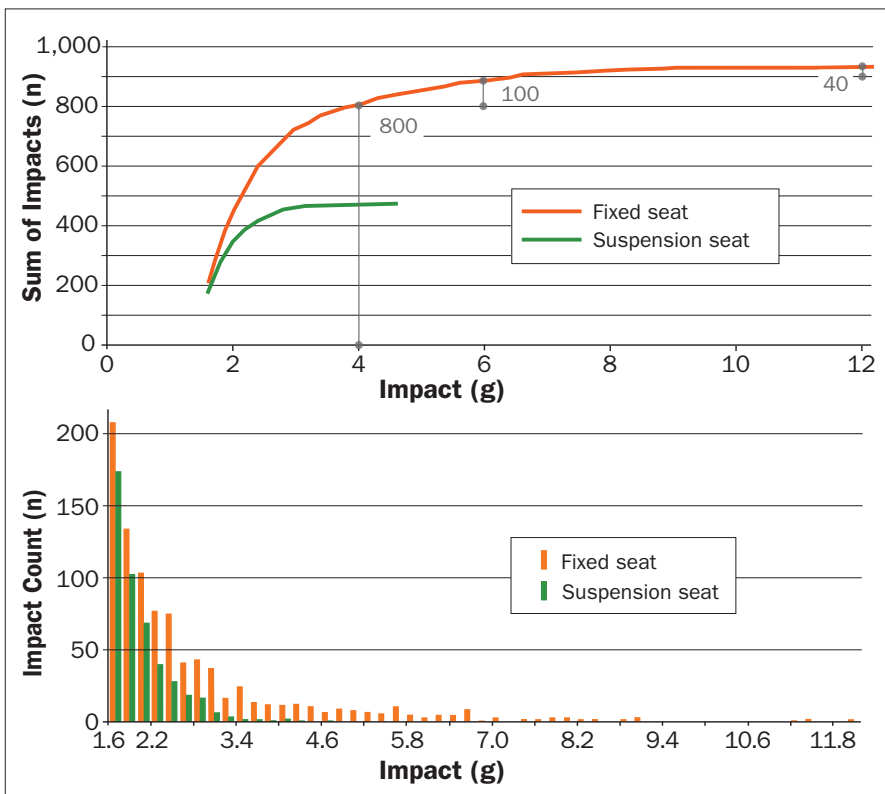 Sum of Impacts (n)
1,000
800
600
400
200
0
800
100
40
Fixed seat
Suspension seat
0 2 4 6 8 10 12
Impact (g)
Impact Count (n)
200
150
100
50
0
Fixed seat
Suspension seat
1.6 2.2 3.4 4.6 5.8 7.0 8.2 9.4 10.6 11.8
Impact (g)